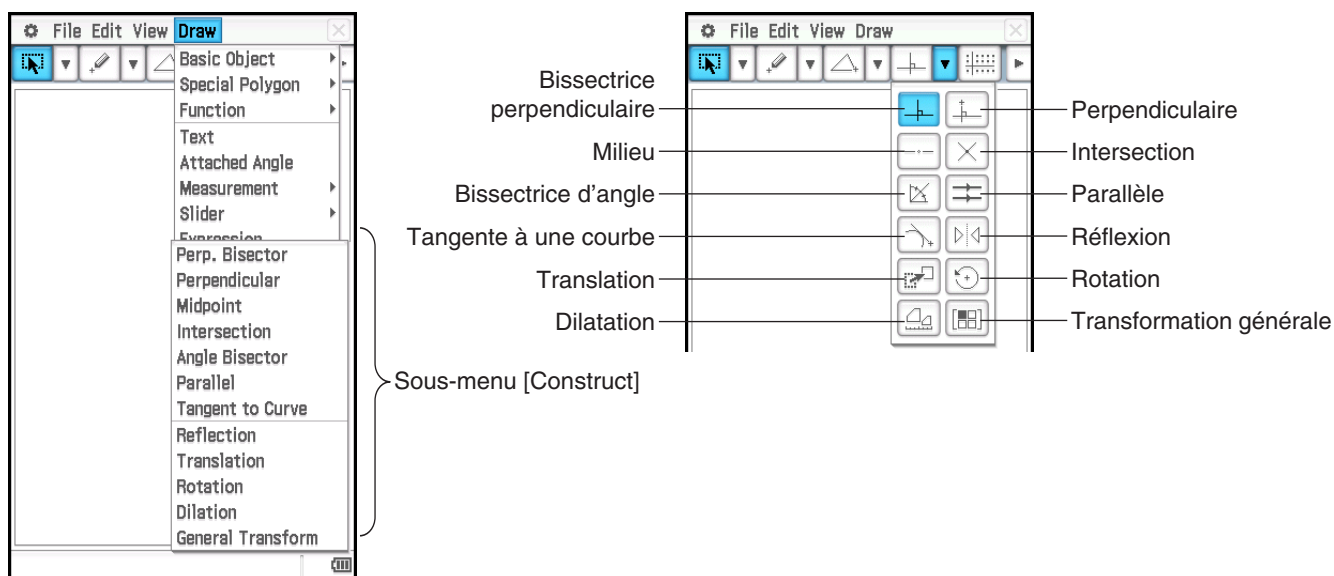 File Edit View Draw
Basic Object
Special Polygon
Function
Text
Attached Angle
Measurement
Slider
Expression
Perp. Bisector
Perpendicular
Midpoint
Intersection
Angle Bisector
Parallel
Tangent to Curve
Reflection
Translation
Rotation
Dilation
General Transform
Sous-menu [Construct]
File Edit View Draw
Bissectrice
perpendiculaire
Milieu
Bissectrice d'angle
Tangente à une courbe
Translation
Dilatation
Perpendiculaire
Intersection
Parallèle
Réflexion
Rotation
Transformation générale